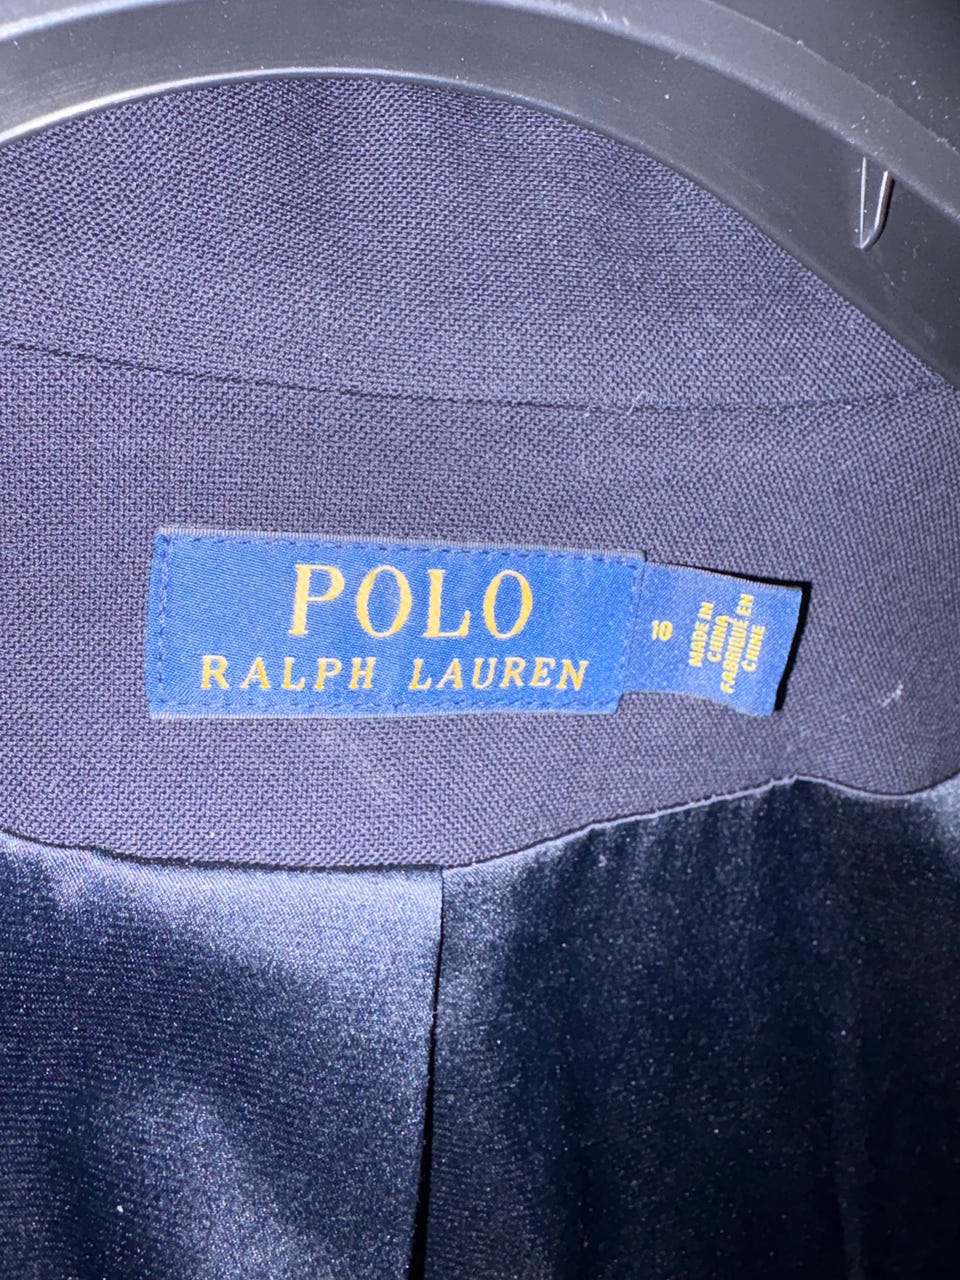 POLO
RALPH LAUREN
10
MADE IN
CHINA
FABRIQUÉ EN
CHINE